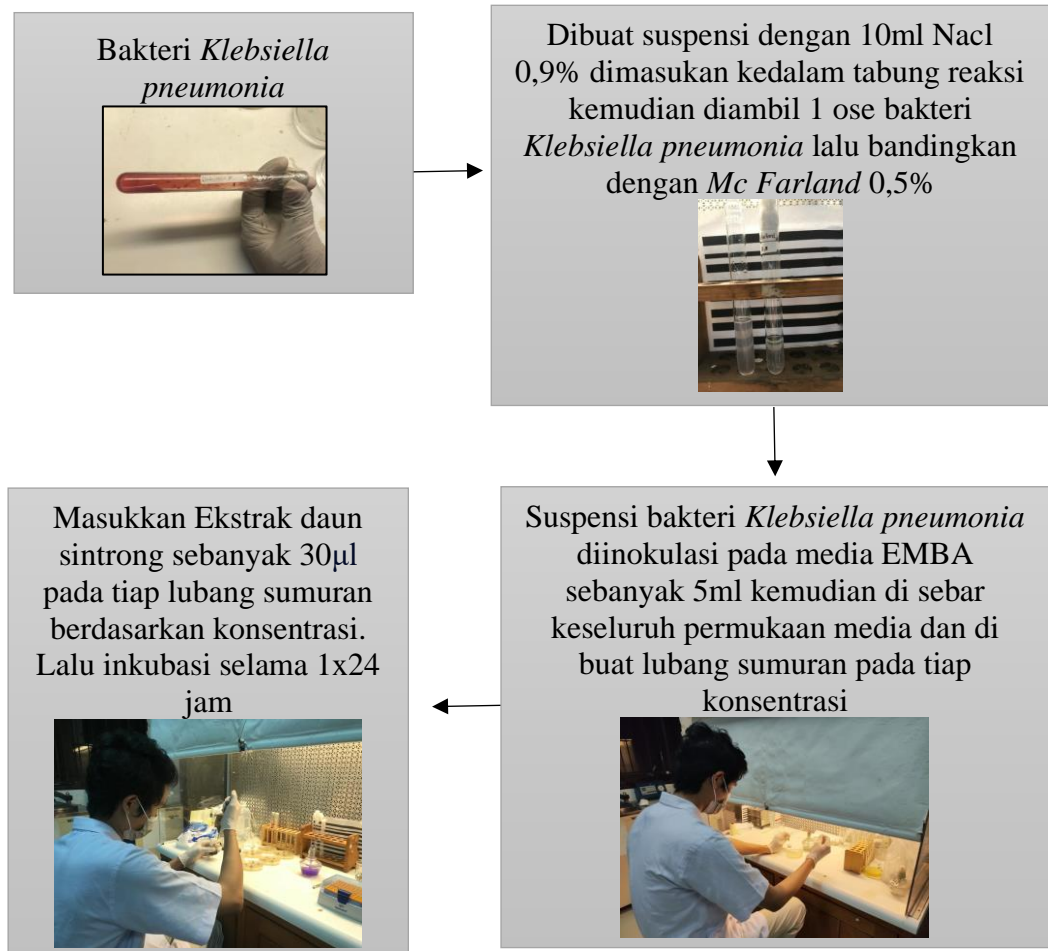 Bakteri Klebsiella
pneumonia
Dibuat suspensi dengan 10ml Nacl
0,9% dimasukan kedalam tabung reaksi
kemudian diambil 1 ose bakteri
Klebsiella pneumonia lalu bandingkan
dengan Mc Farland 0,5%
Suspensi bakteri Klebsiella pneumonia
diinokulasi pada media EMBA
sebanyak 5ml kemudian di sebar
keseluruh permukaan media dan di
buat lubang sumuran pada tiap
konsentrasi
Masukkan Ekstrak daun
sintrong sebanyak 30μl
pada tiap lubang sumuran
berdasarkan konsentrasi.
Lalu inkubasi selama 1x24
jam